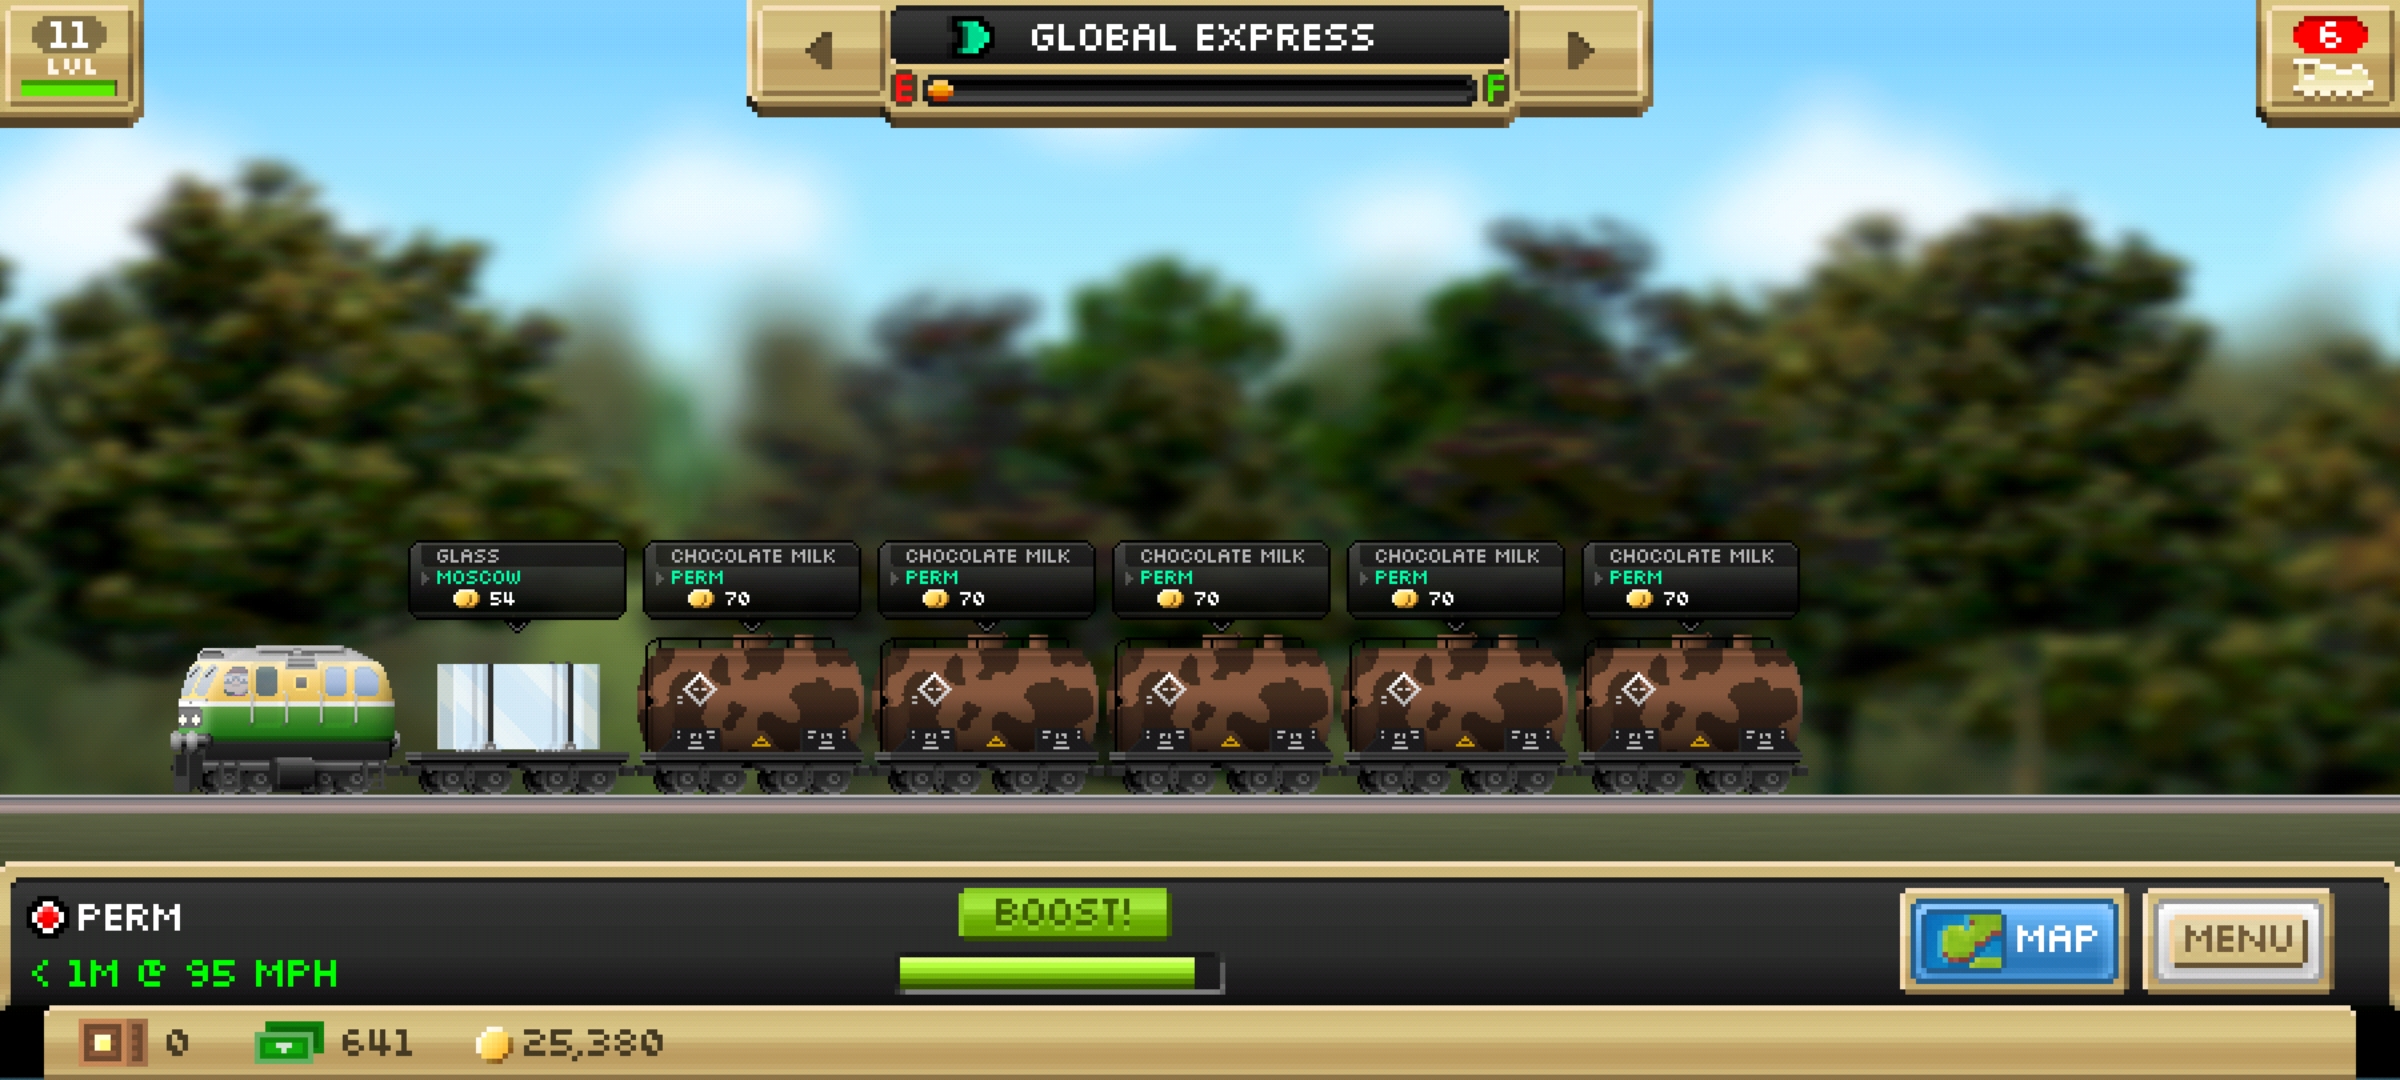 11
LVL
GLOBAL EXPRESS
E
F
6
GLASS
MOSCOW
54
CHOCOLATE MILK
PERM
70
CHOCOLATE MILK
PERM
70
CHOCOLATE MILK
PERM
70
CHOCOLATE MILK
PERM
70
CHOCOLATE MILK
PERM
70
PERM
BOOST!
MAP
MENU
< 1M @ 95 MPH
0
641
25,380